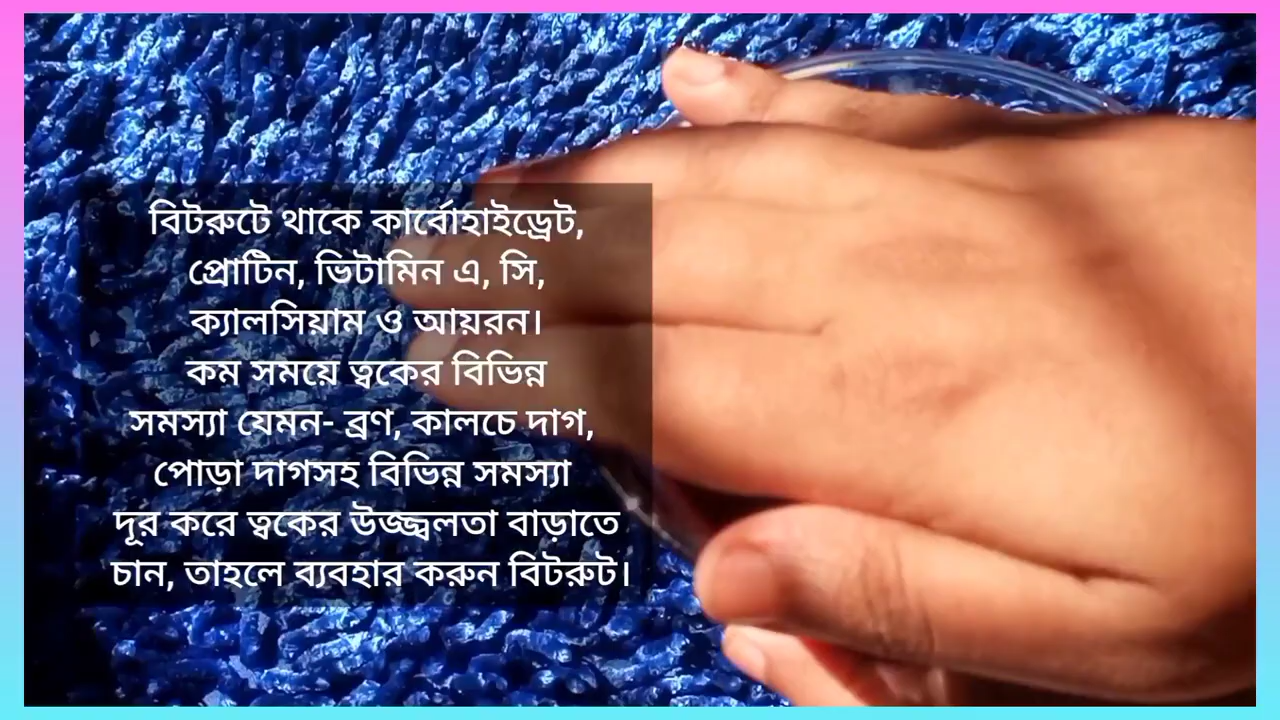 বিটরুটে থাকে কার্বোহাইড্রেট,
প্রোটিন, ভিটামিন এ, সি,
ক্যালসিয়াম ও আয়রন।
কম সময়ে ত্বকের বিভিন্ন
সমস্যা যেমন- ব্রণ, কালচে দাগ,
পোড়া দাগসহ বিভিন্ন সমস্যা
দূর করে ত্বকের উজ্জ্বলতা বাড়াতে
চান, তাহলে ব্যবহার করুন বিটরুট।